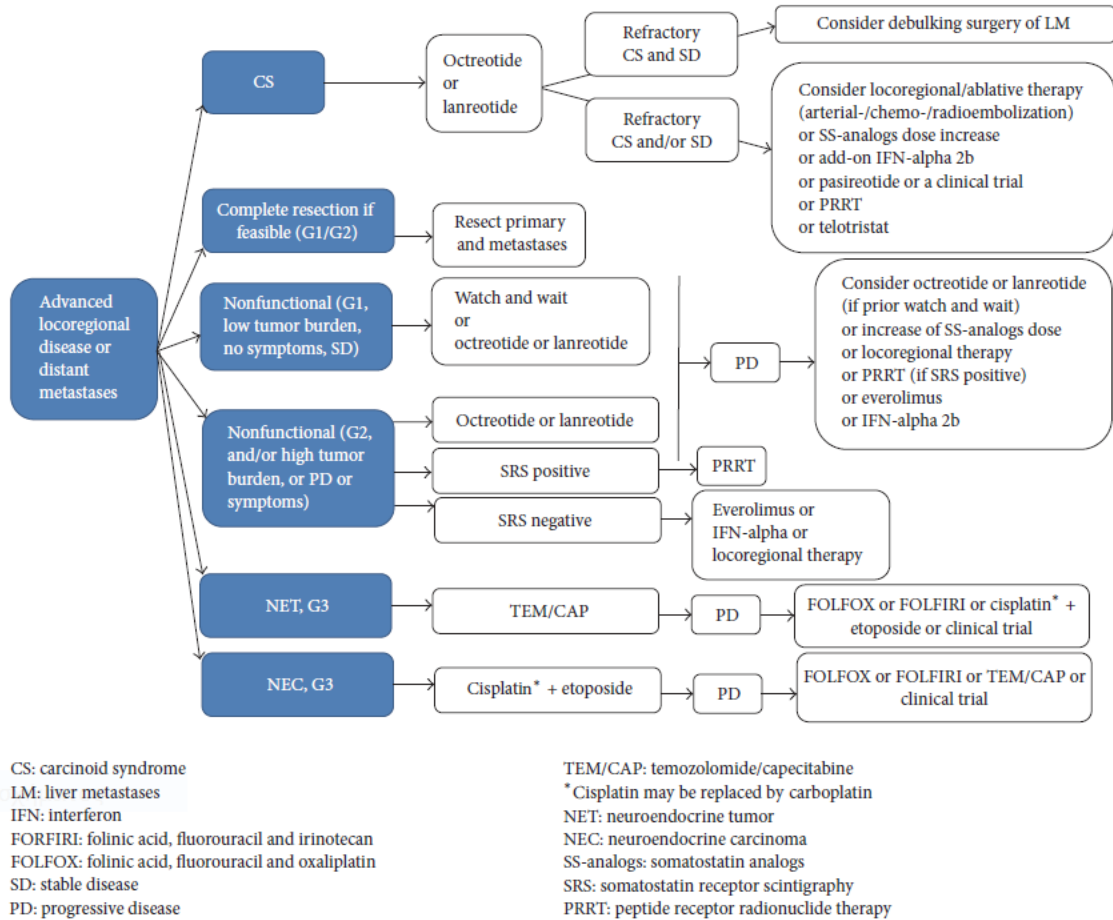 CS
Octreotide
or
lanreotide
Refractory
CS and SD
Consider debulking surgery of LM
Refractory
CS and/or SD
Consider locoregional/ablative therapy
(arterial-/chemo-/radioembolization)
or SS-analogs dose increase
or add-on IFN-alpha 2b
or pasireotide or a clinical trial
or PRRT
or telotristat
Advanced
locoregional
disease or
distant
metastases
Complete resection if
feasible (G1/G2)
Resect primary
and metastases
Nonfunctional (G1,
low tumor burden,
no symptoms, SD)
Watch and wait
or
octreotide or lanreotide
Nonfunctional (G2,
and/or high tumor
burden, or PD or
symptoms)
Octreotide or lanreotide
SRS positive
PRRT
SRS negative
Everolimus or
IFN-alpha or
locoregional therapy
PD
Consider octreotide or lanreotide
(if prior watch and wait)
or increase of SS-analogs dose
or locoregional therapy
or PRRT (if SRS positive)
or everolimus
or IFN-alpha 2b
NET, G3
TEM/CAP
PD
FOLFOX or FOLFIRI or cisplatin* +
etoposide or clinical trial
NEC, G3
Cisplatin* + etoposide
PD
FOLFOX or FOLFIRI or TEM/CAP or
clinical trial
CS: carcinoid syndrome
LM: liver metastases
IFN: interferon
FORFIRI: folinic acid, fluorouracil and irinotecan
FOLFOX: folinic acid, fluorouracil and oxaliplatin
SD: stable disease
PD: progressive disease
TEM/CAP: temozolomide/capecitabine
*Cisplatin may be replaced by carboplatin
NET: neuroendocrine tumor
NEC: neuroendocrine carcinoma
SS-analogs: somatostatin analogs
SRS: somatostatin receptor scintigraphy
PRRT: peptide receptor radionuclide therapy